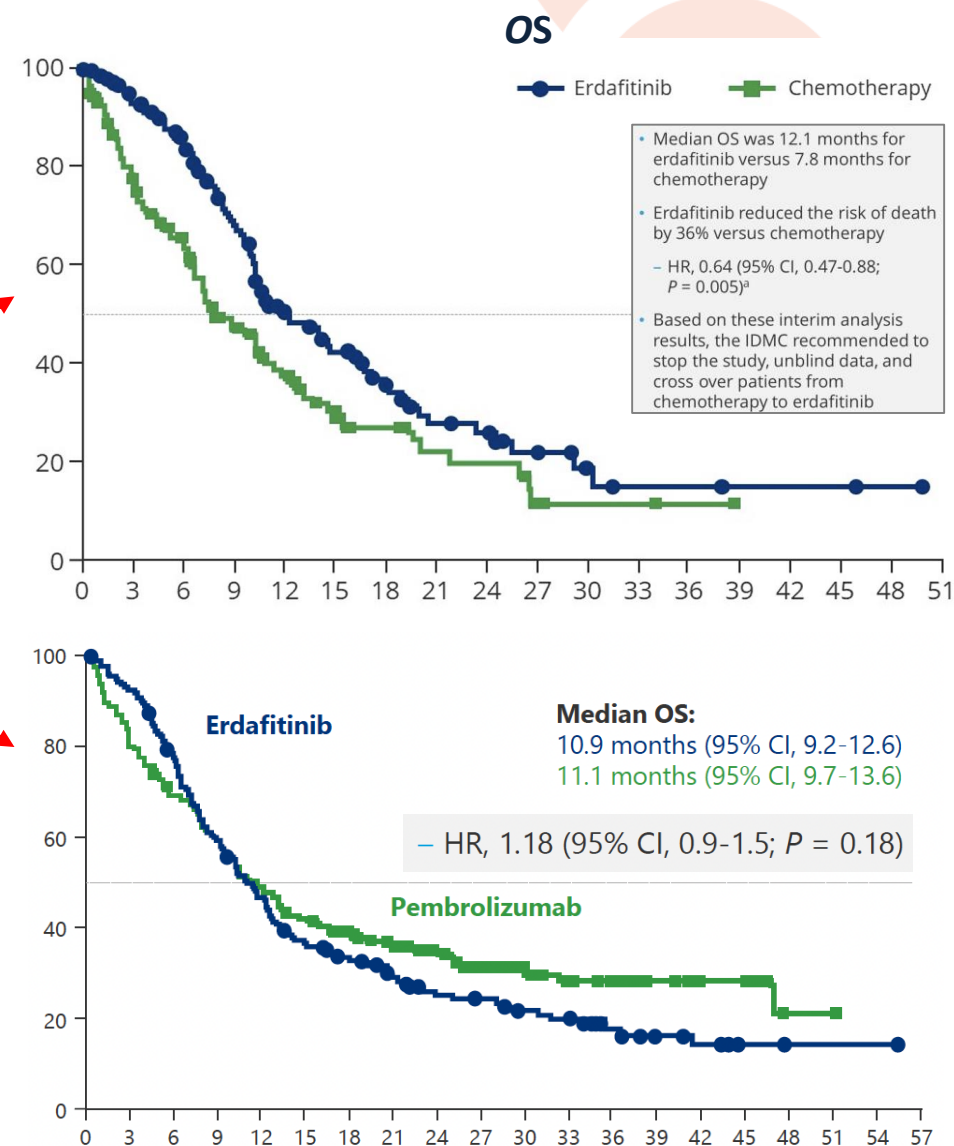 OS
Erdafitinib
Chemotherapy
• Median OS was 12.1 months for
erdafitinib versus 7.8 months for
chemotherapy
• Erdafitinib reduced the risk of death
by 36% versus chemotherapy
– HR, 0.64 (95% CI, 0.47-0.88;
P = 0.005)ᵃ
• Based on these interim analysis
results, the IDMC recommended to
stop the study, unblind data, and
cross over patients from
chemotherapy to erdafitinib
100
80
60
40
20
0
0 3 6 9 12 15 18 21 24 27 30 33 36 39 42 45 48 51
100
80
60
40
20
0
Erdafitinib
Median OS:
10.9 months (95% CI, 9.2-12.6)
11.1 months (95% CI, 9.7-13.6)
– HR, 1.18 (95% CI, 0.9-1.5; P = 0.18)
Pembrolizumab
0 3 6 9 12 15 18 21 24 27 30 33 36 39 42 45 48 51 54 57